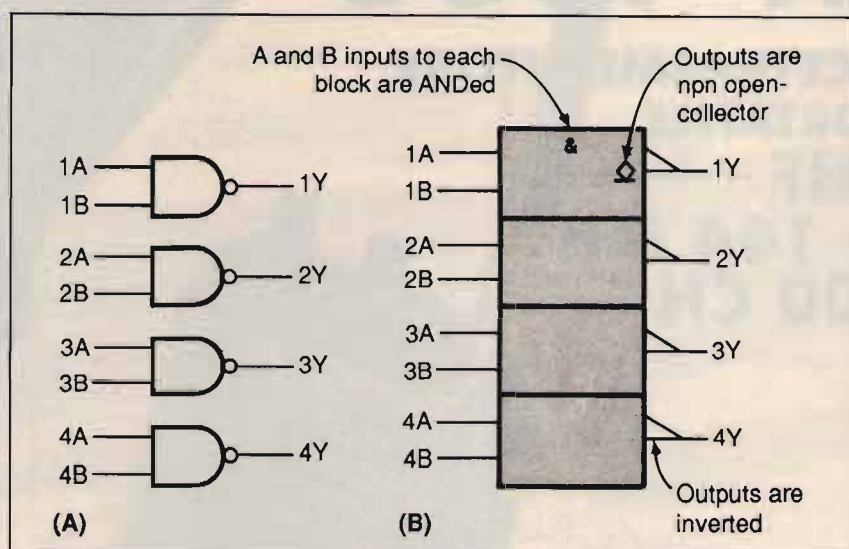 A and B inputs to each
block are ANDed
Outputs are
npn open-
collector
1A
1B
1Y
2A
2B
2Y
3A
3B
3Y
4A
4B
4Y
(A)
&
1A
1B
1Y
2A
2B
2Y
3A
3B
3Y
4A
4B
4Y
(B)
Outputs are
inverted